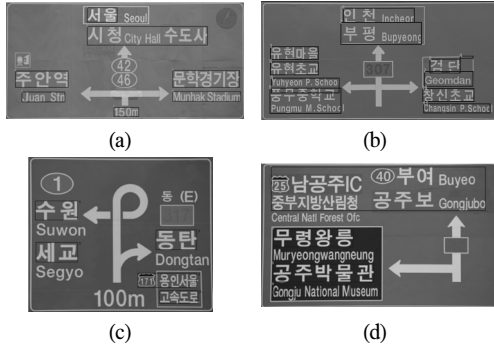 서울 Seoul
시청 City Hall 수도사
42
46
주안역
Juan Stn
문학경기장
Munhak Stadium
150m
(a)
인천 Incheon
부평 Bupyeong
유현마을
유현초교
Yuhyeon P.School
풍무중학교
Pungmu M.School
307
검단
Geomdan
창신초교
Changsin P.School
(b)
1
수원
Suwon
세교
Segyo
동 (E)
317
동탄
Dongtan
171
용인서울
고속도로
100m
(c)
25 남공주IC
중부지방산림청
Central Natl Forest Ofc
40 부여 Buyeo
공주보 Gongjubo
무령왕릉
Muryeongwangneung
공주박물관
Gongju National Museum
(d)